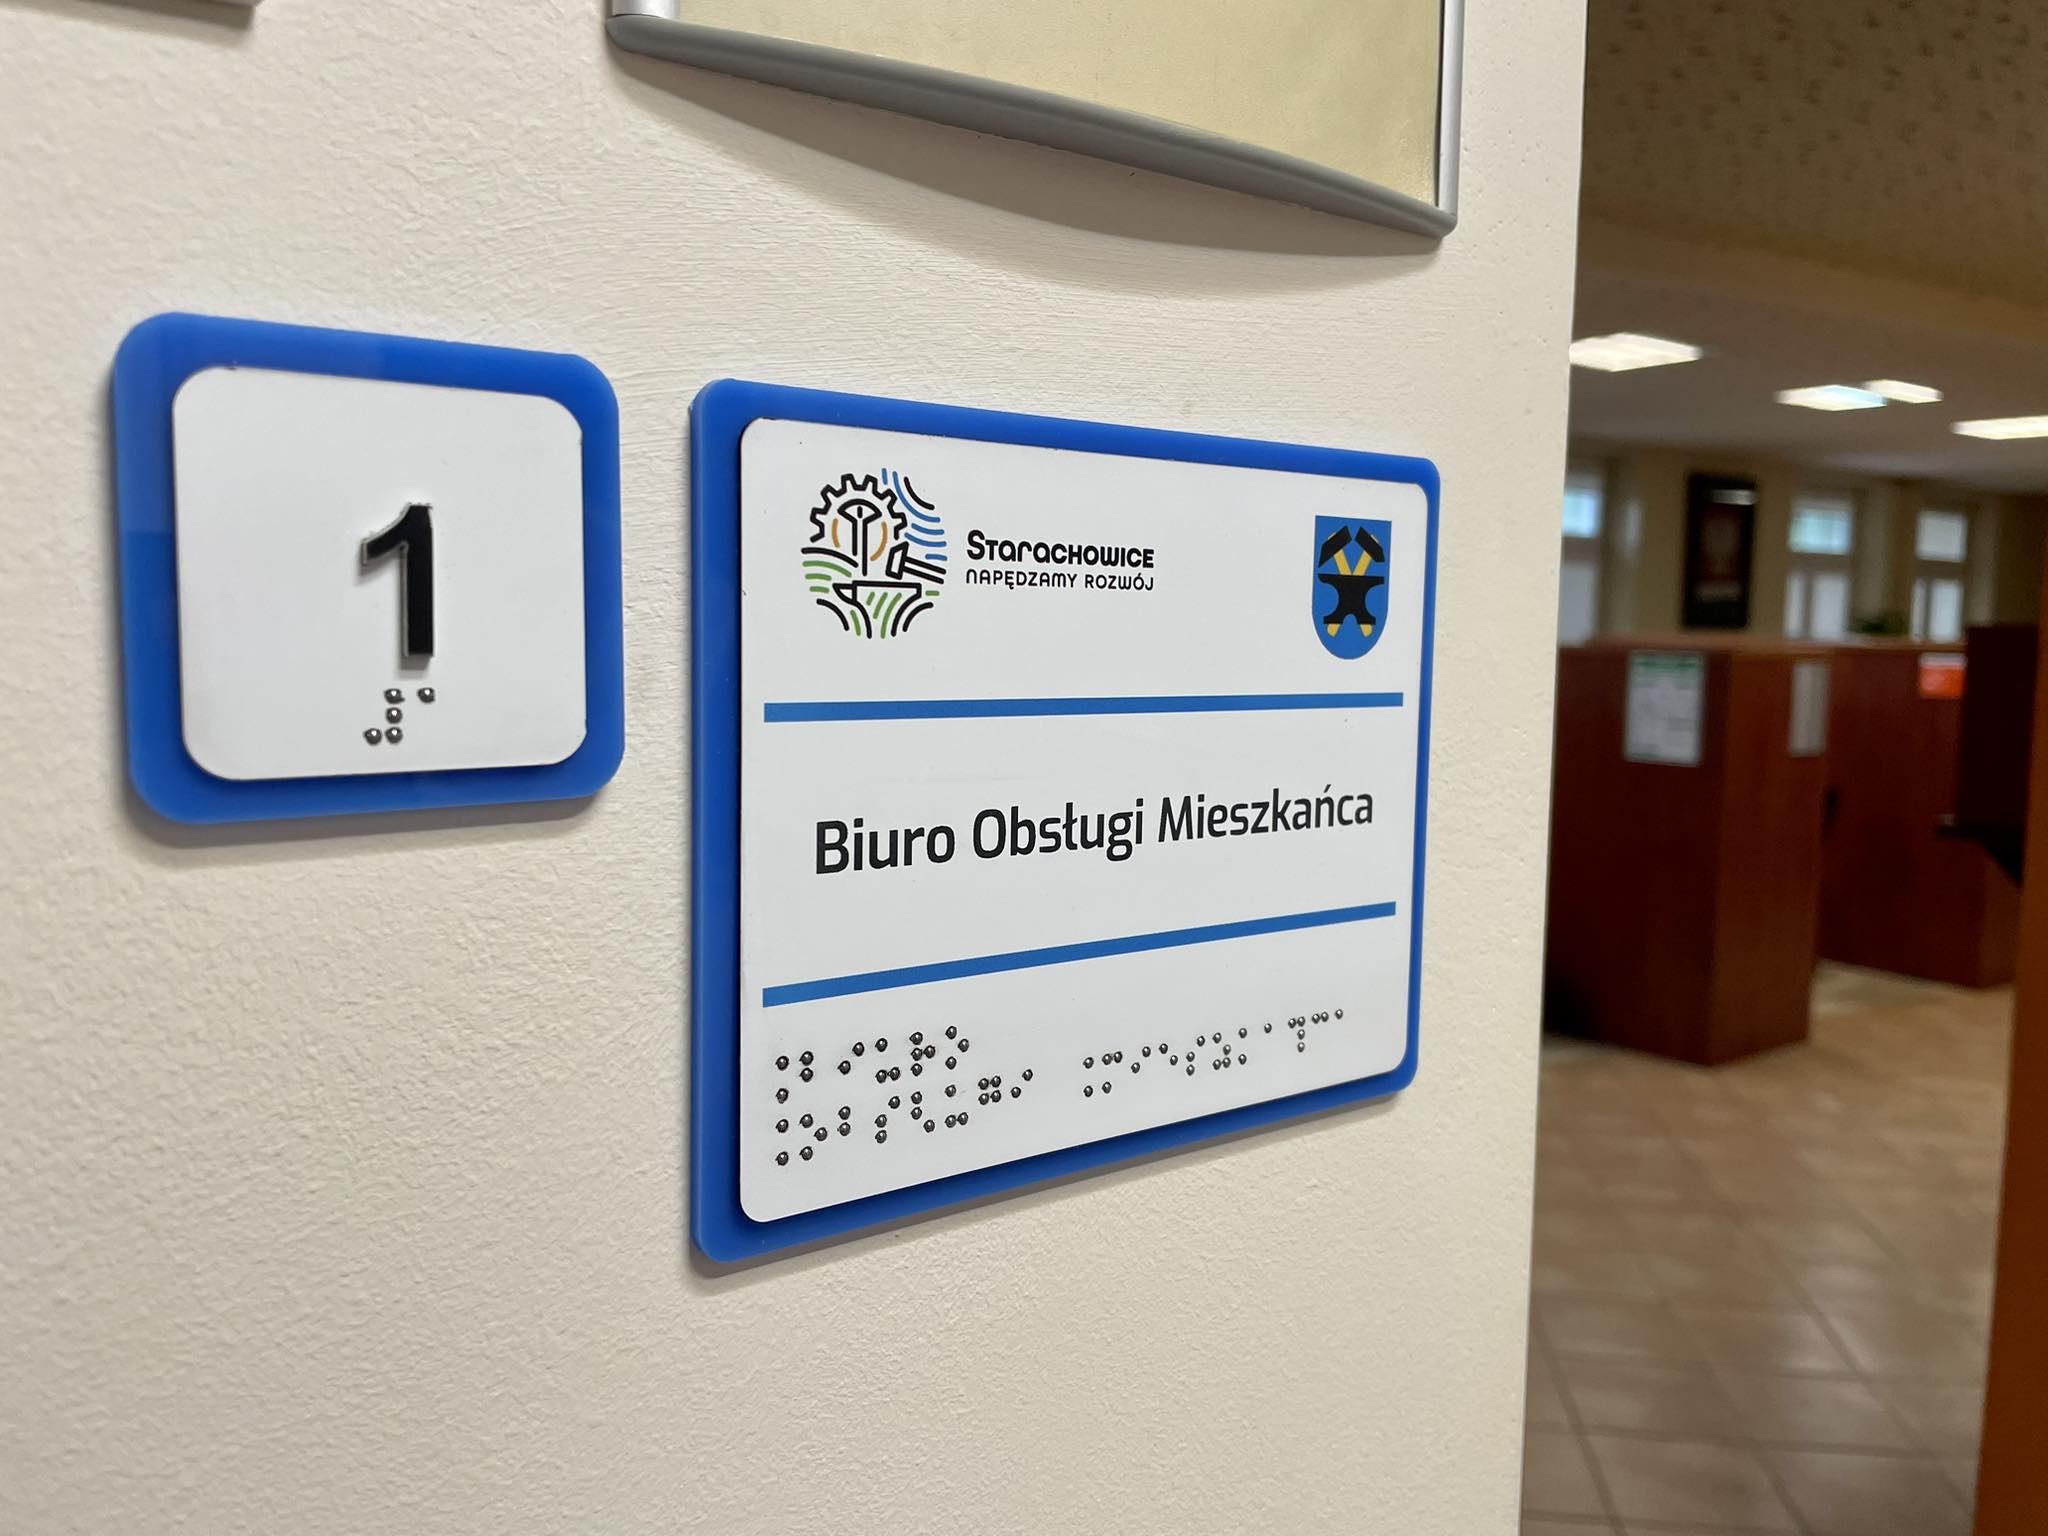 1
⠼⠁
Starachowice
NAPĘDZAMY ROZWÓJ
Biuro Obsługi Mieszkańca